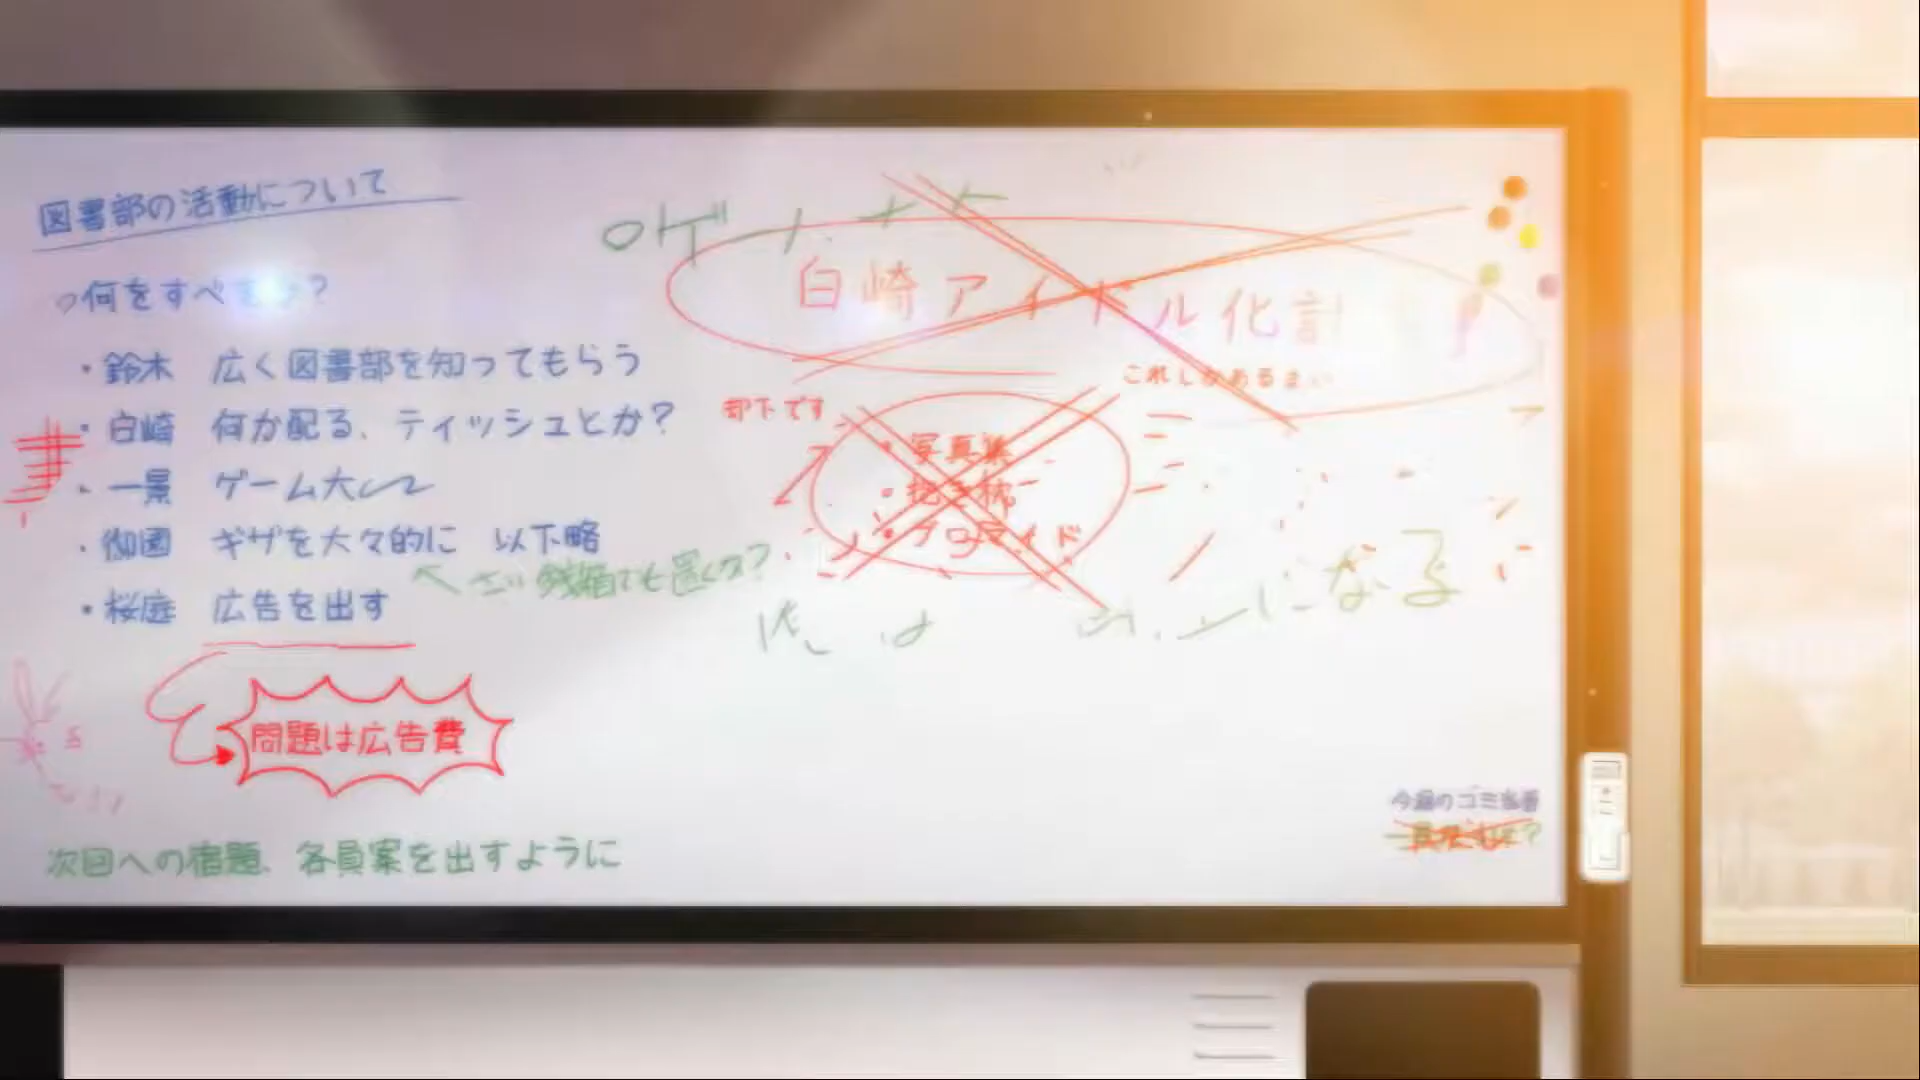 図書部の活動について
○何をすべ?
・鈴木 広く図書部を知ってもらう
・白崎 何か配る、ティッシュとか?
・一景 ゲーム大
・御園 ギザを大々的に 以下略
・桜庭 広告を出す
問題は広告費
次回への宿題、各員案を出すように
白崎アイドル化計
これしかあるまい
却下です
・写真集
・抱き枕
・ブロマイド
になる
今週のゴミ当番